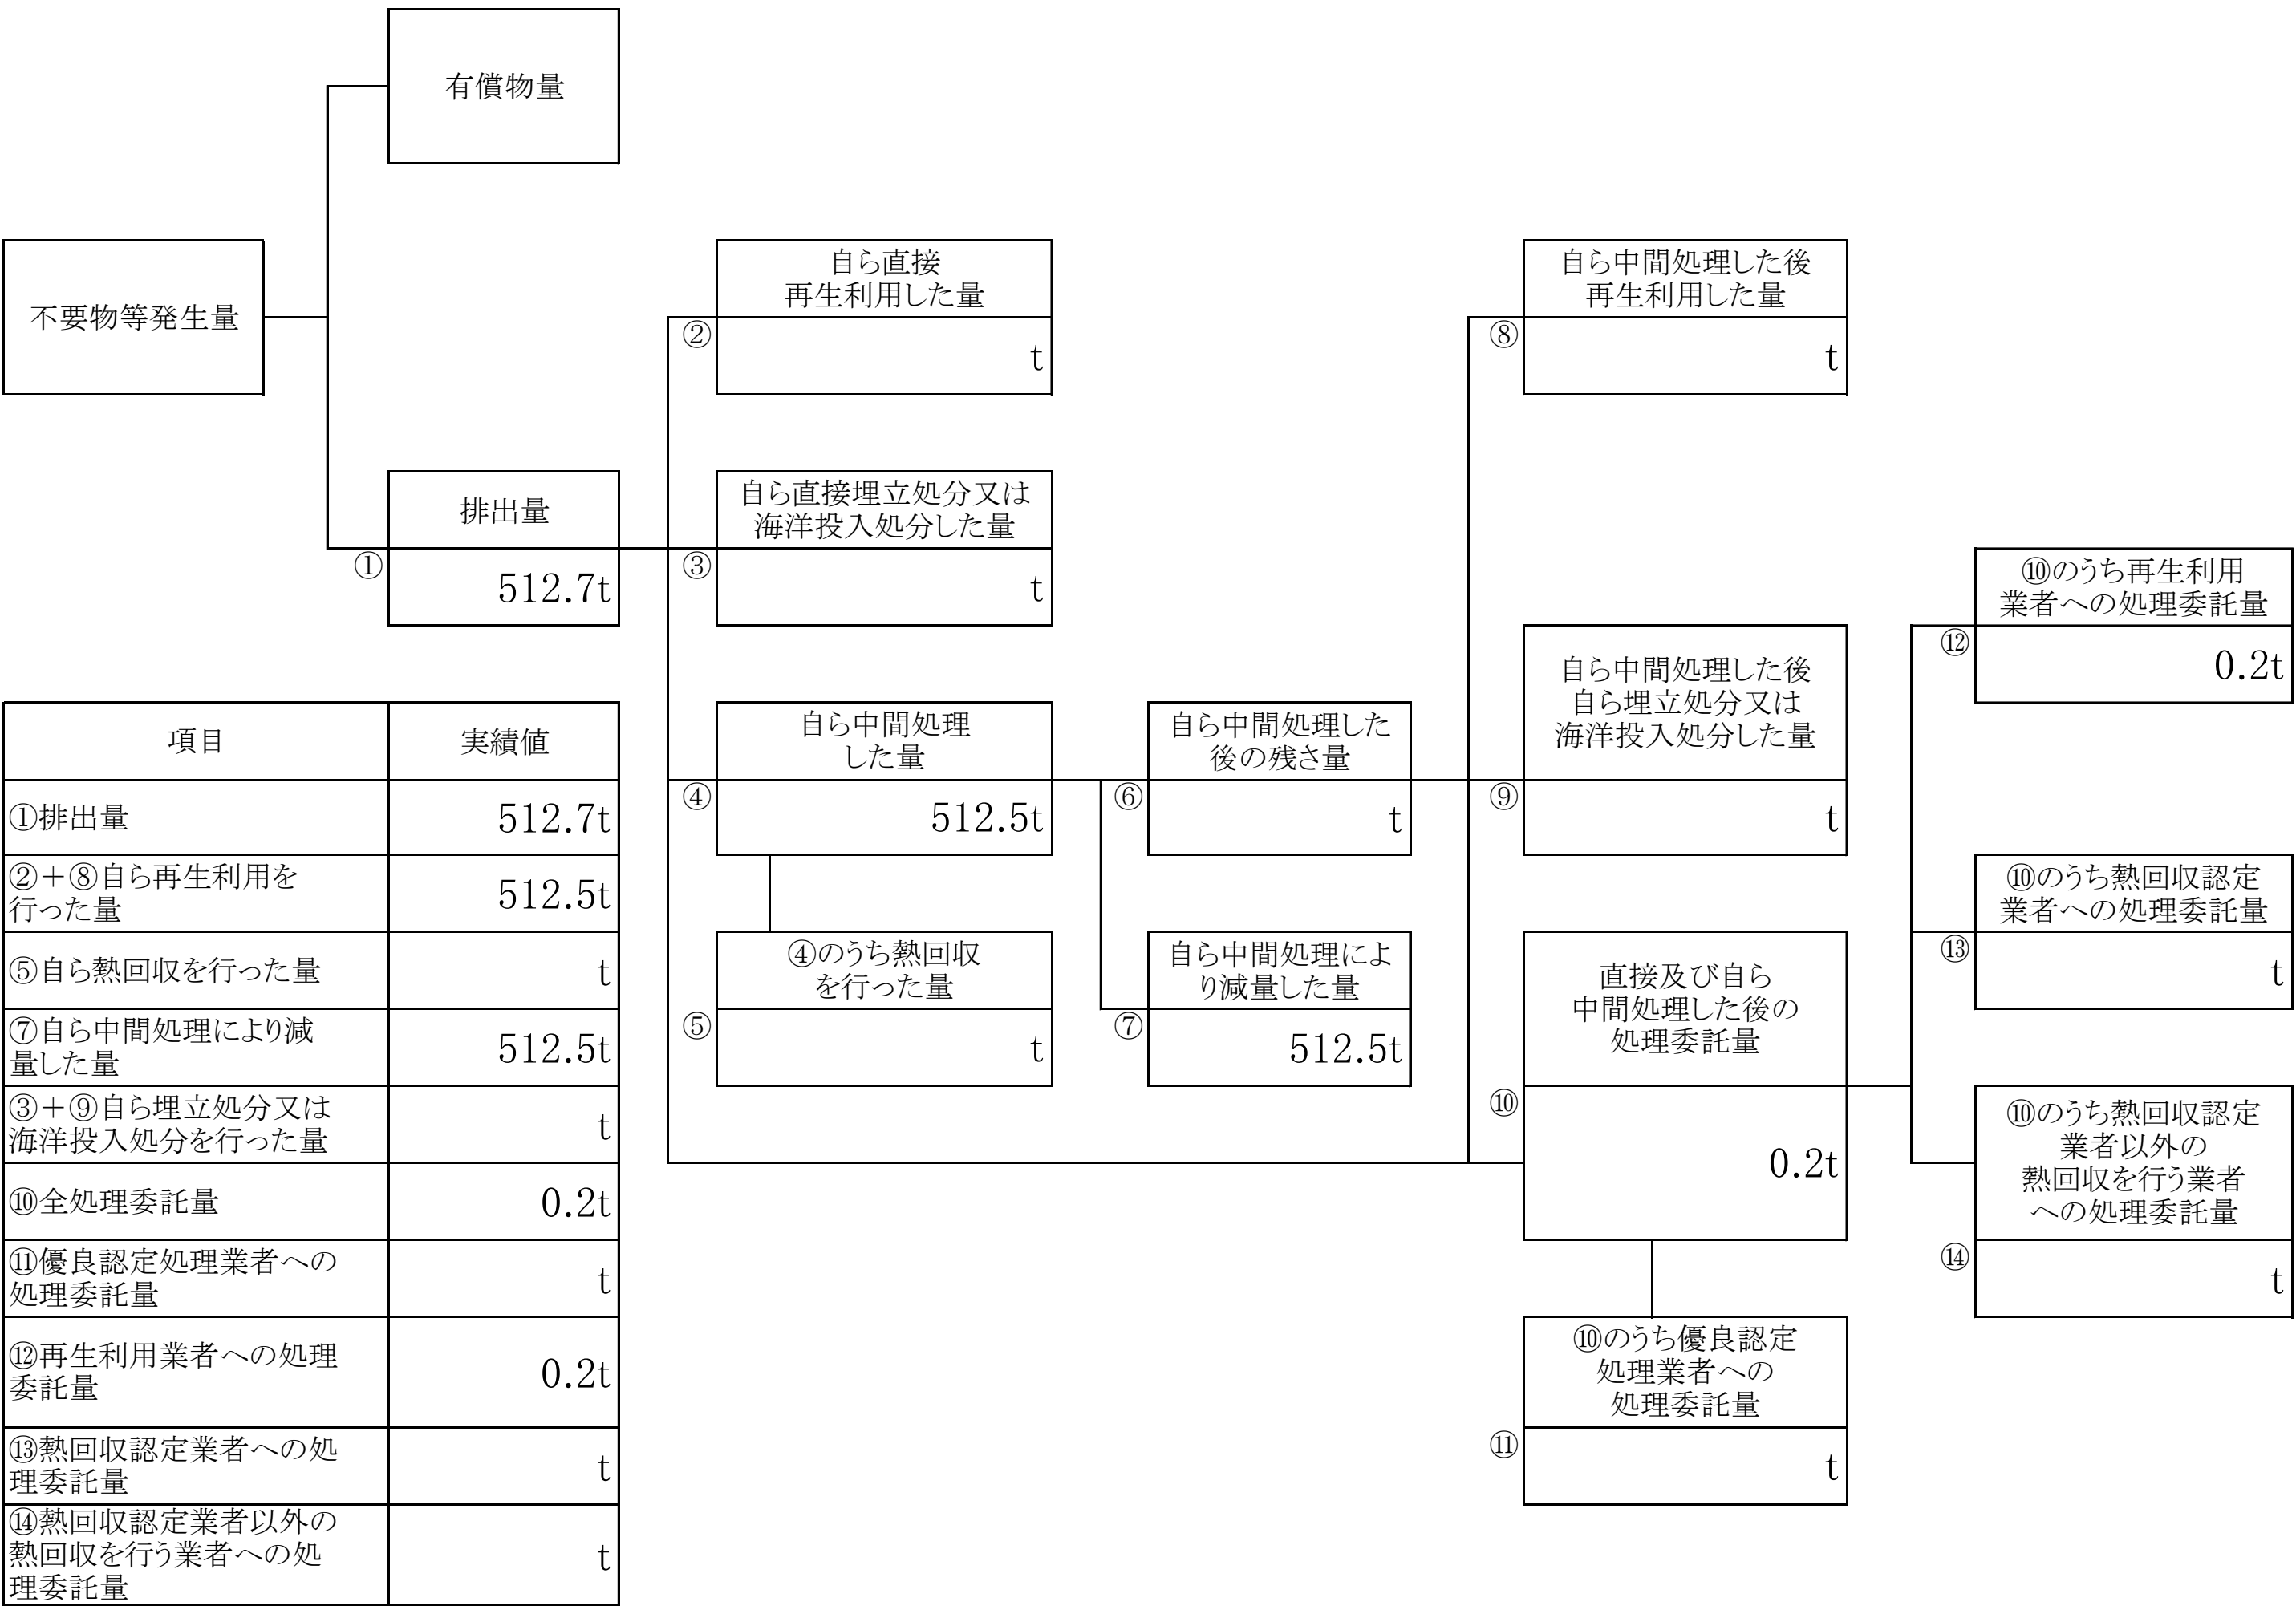 有償物量
不要物等発生量
自ら直接
再生利用した量
②
t
自ら中間処理した後
再生利用した量
⑧
t
排出量
①
512.7t
自ら直接埋立処分又は
海洋投入処分した量
③
t
⑩のうち再生利用
業者への処理委託量
⑫
0.2t
自ら中間処理
した量
④
512.5t
自ら中間処理した
後の残さ量
⑥
t
自ら中間処理した後
自ら埋立処分又は
海洋投入処分した量
⑨
t
⑩のうち熱回収認定
業者への処理委託量
⑬
t
④のうち熱回収
を行った量
⑤
t
自ら中間処理によ
り減量した量
⑦
512.5t
直接及び自ら
中間処理した後の
処理委託量
⑩
0.2t
⑩のうち熱回収認定
業者以外の
熱回収を行う業者
への処理委託量
⑭
t
⑩のうち優良認定
処理業者への
処理委託量
⑪
t
項目
実績値
①排出量
512.7t
②＋⑧自ら再生利用を
行った量
512.5t
⑤自ら熱回収を行った量
t
⑦自ら中間処理により減
量した量
512.5t
③＋⑨自ら埋立処分又は
海洋投入処分を行った量
t
⑩全処理委託量
0.2t
⑪優良認定処理業者への
処理委託量
t
⑫再生利用業者への処理
委託量
0.2t
⑬熱回収認定業者への処
理委託量
t
⑭熱回収認定業者以外の
熱回収を行う業者への処
理委託量
t